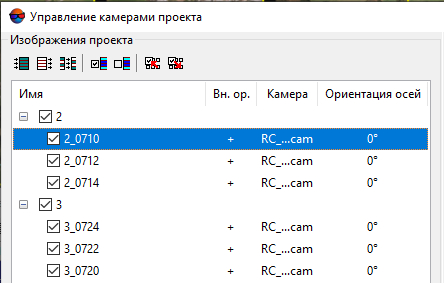 Управление камерами проекта
Изображения проекта
Имя Вн. ор. Камера Ориентация осей
2
2_0710 + RC_...cam 0°
2_0712 + RC_...cam 0°
2_0714 + RC_...cam 0°
3
3_0724 + RC_...cam 0°
3_0722 + RC_...cam 0°
3_0720 + RC_...cam 0°